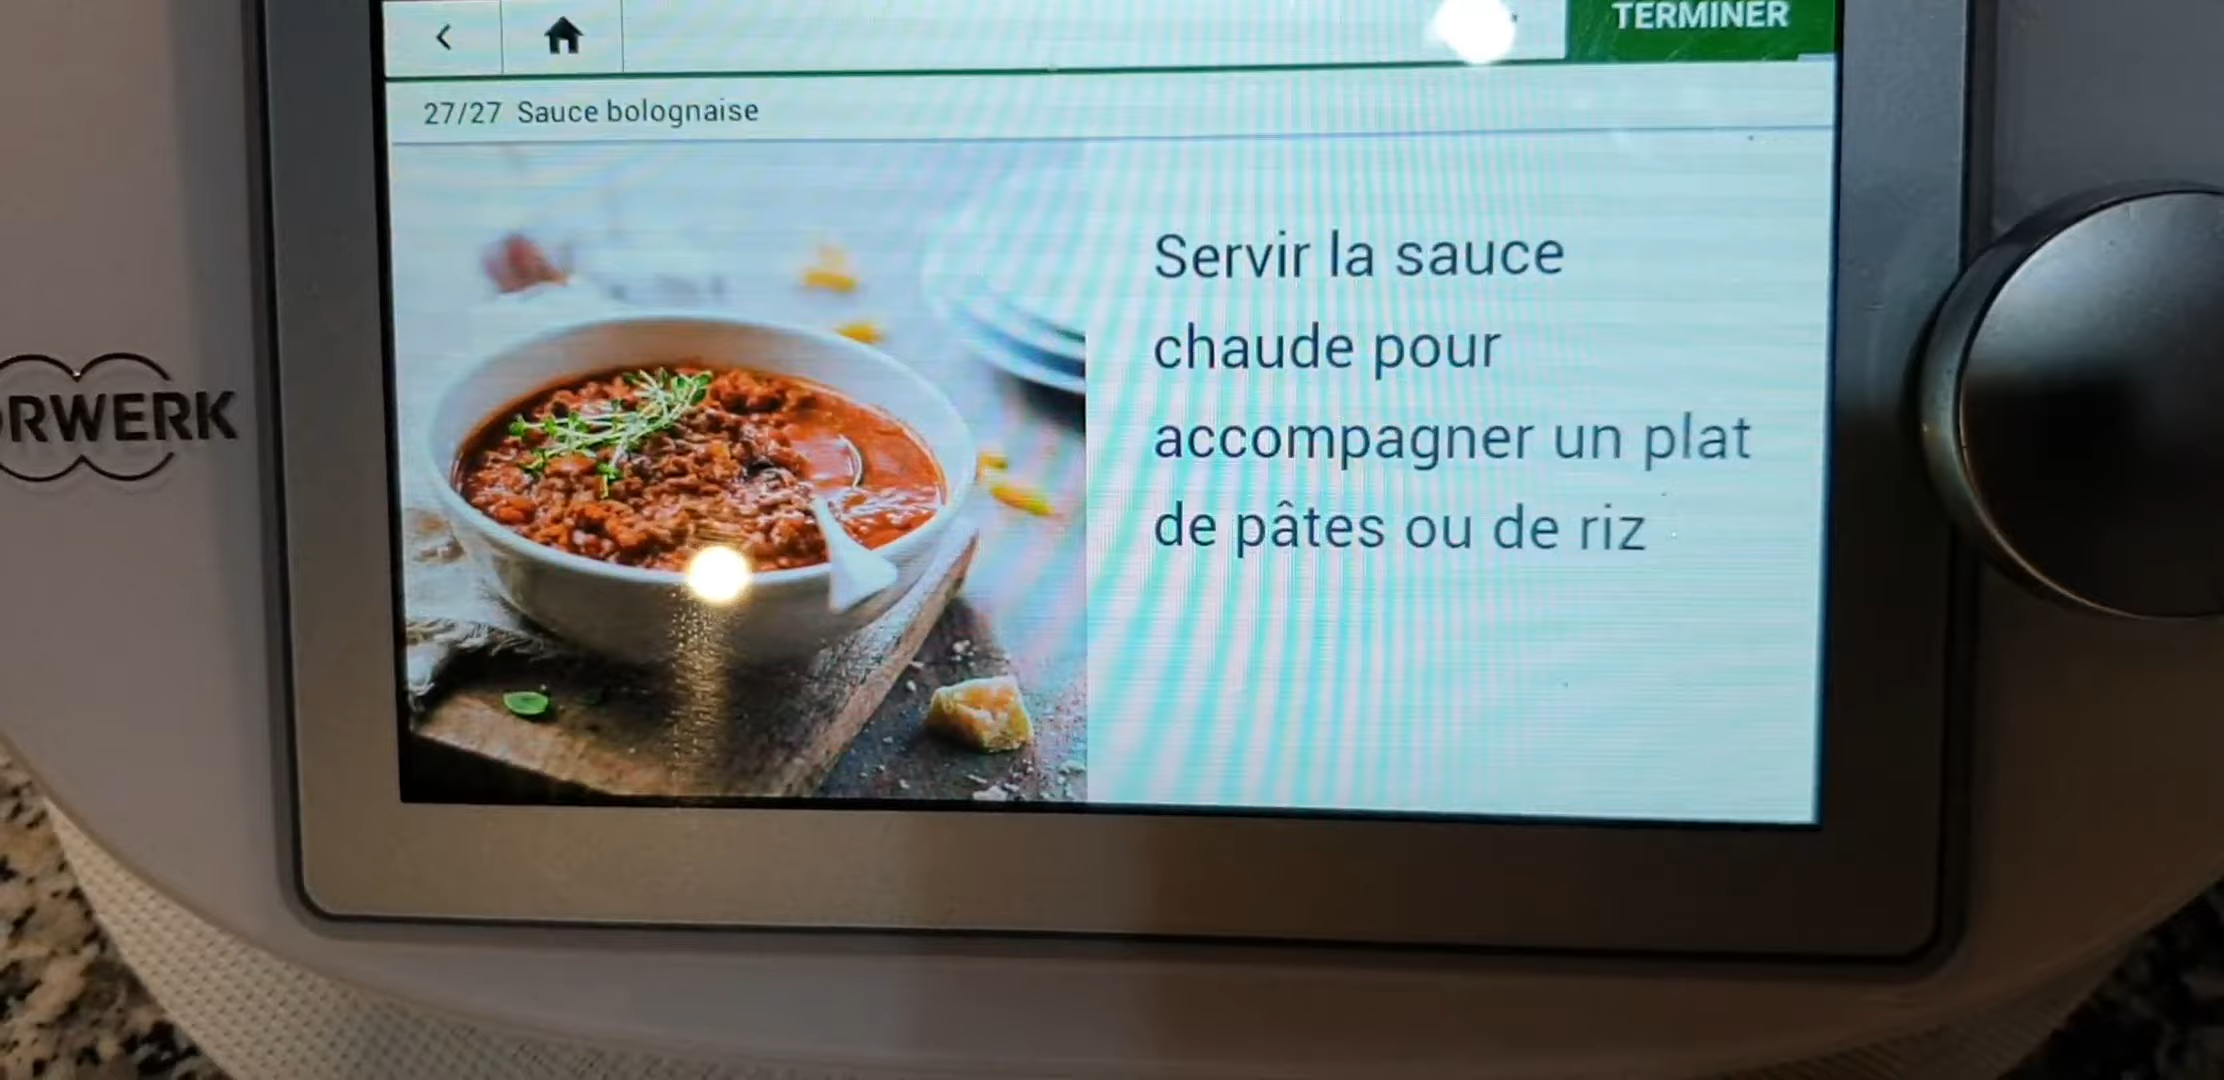 TERMINER
27/27 Sauce bolognaise
Servir la sauce
chaude pour
accompagner un plat
de pâtes ou de riz
RWERK